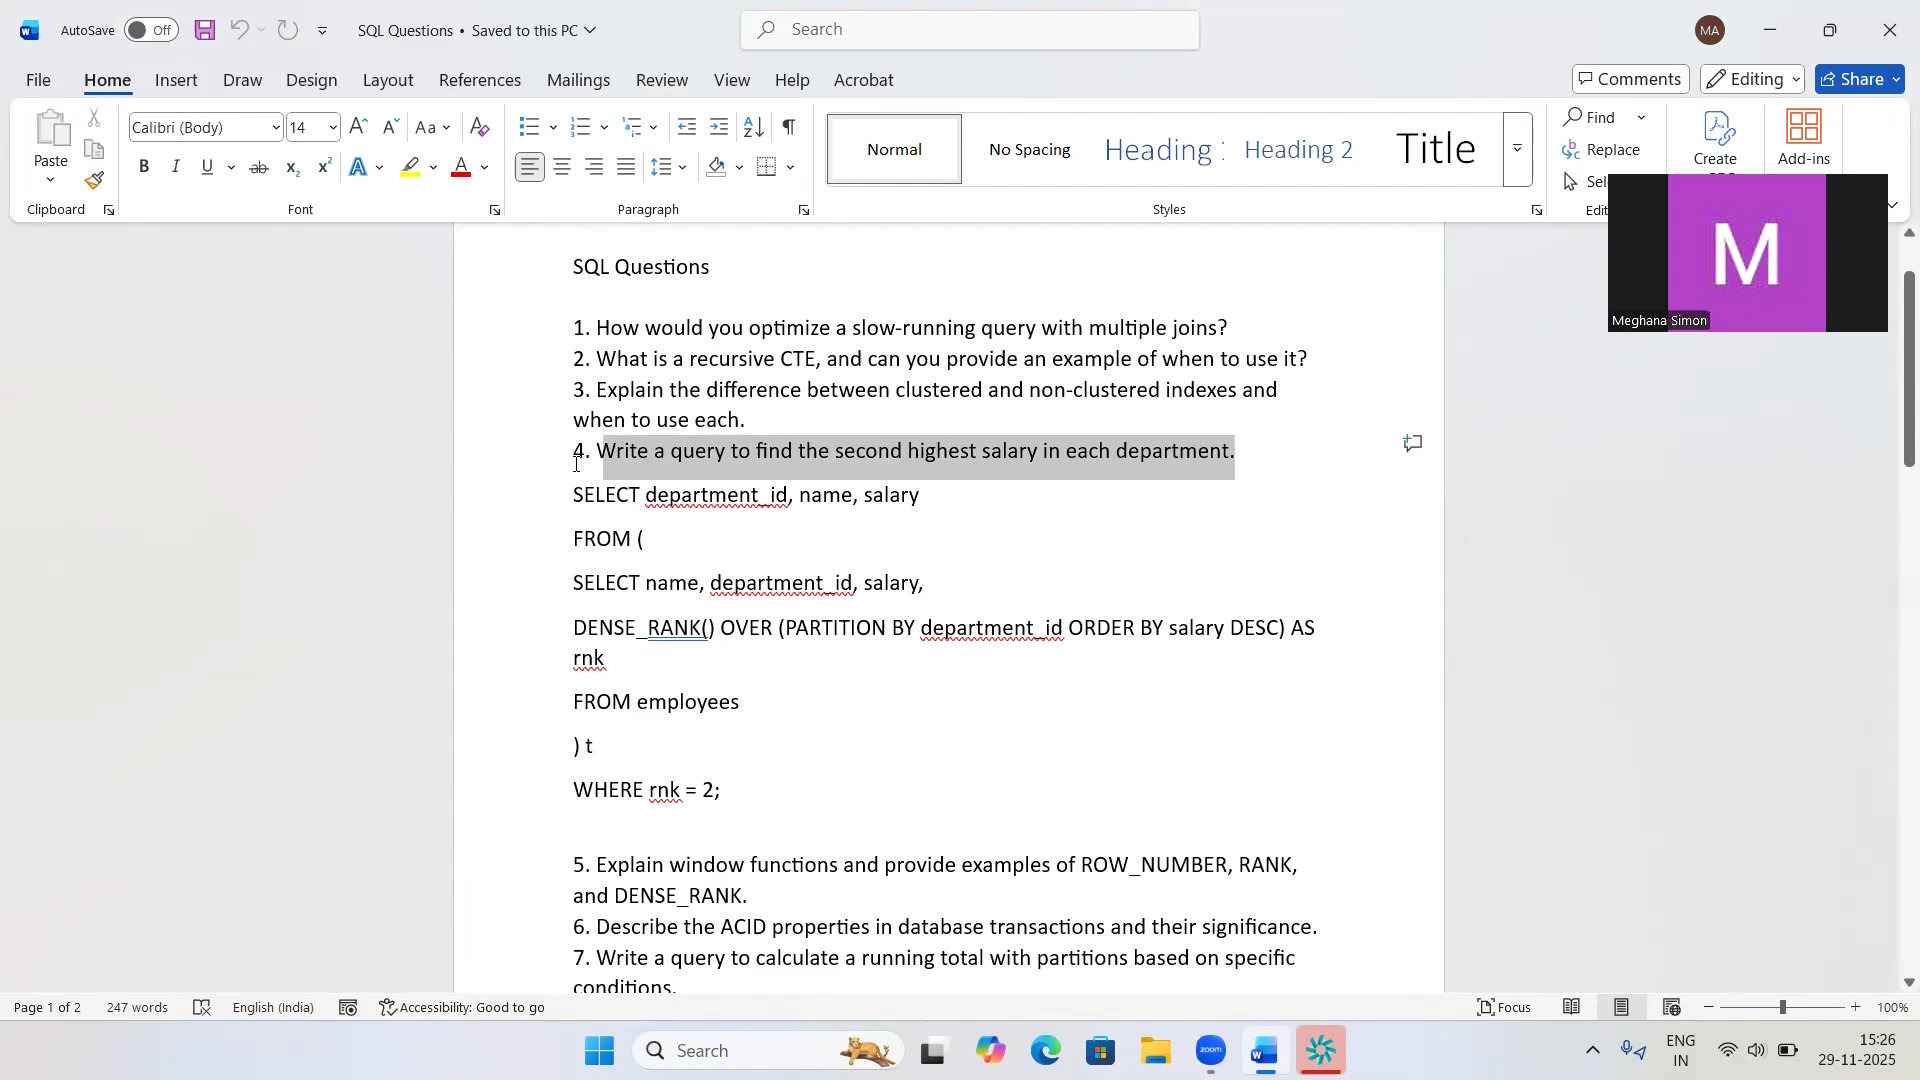 AutoSave Off SQL Questions • Saved to this PC Search MA
File Home Insert Draw Design Layout References Mailings Review View Help Acrobat Comments Editing Share
Paste
Clipboard
Calibri (Body) 14
Font
Paragraph
Normal No Spacing Heading 1 Heading 2 Title
Styles
Find
Replace
Create
Add-ins
Meghana Simon
M
SQL Questions
1. How would you optimize a slow-running query with multiple joins?
2. What is a recursive CTE, and can you provide an example of when to use it?
3. Explain the difference between clustered and non-clustered indexes and
when to use each.
4. Write a query to find the second highest salary in each department.
SELECT department_id, name, salary
FROM (
SELECT name, department_id, salary,
DENSE_RANK() OVER (PARTITION BY department_id ORDER BY salary DESC) AS
rnk
FROM employees
) t
WHERE rnk = 2;
5. Explain window functions and provide examples of ROW_NUMBER, RANK,
and DENSE_RANK.
6. Describe the ACID properties in database transactions and their significance.
7. Write a query to calculate a running total with partitions based on specific
conditions.
Page 1 of 2 247 words English (India) Accessibility: Good to go Focus 100%
Search zoom ENG
IN
15:26
29-11-2025